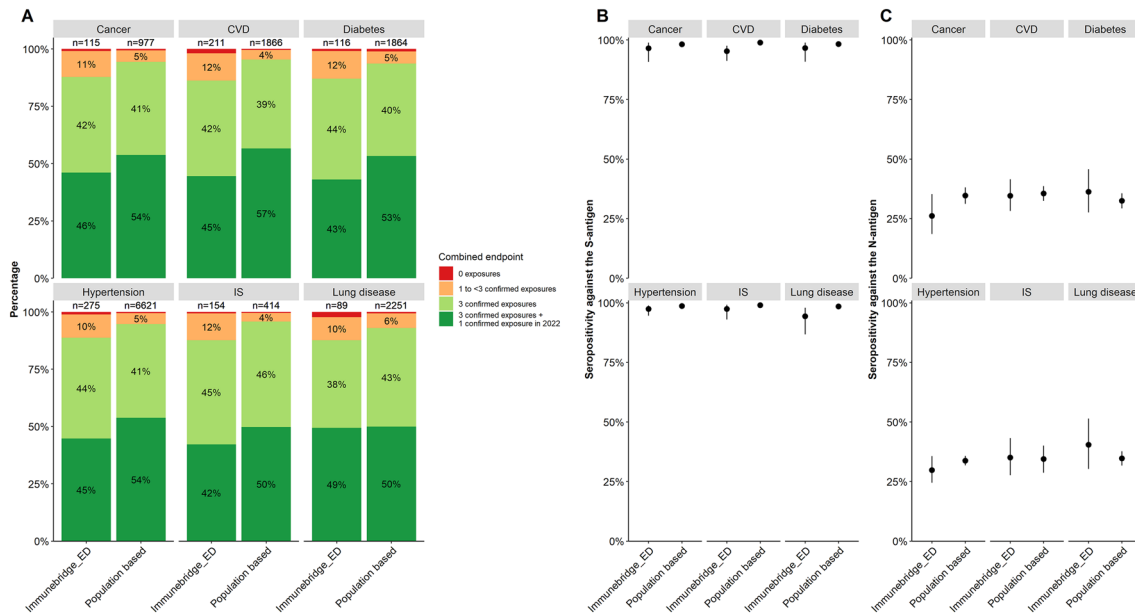 A
Cancer CVD Diabetes
n=115 n=977 n=211 n=1866 n=116 n=1864
100%
75%
50%
25%
0%
11% 5% 12% 4% 12% 5%
42% 41% 42% 39% 44% 40%
46% 54% 45% 57% 43% 53%
Hypertension IS Lung disease
n=275 n=6621 n=154 n=414 n=89 n=2251
100%
75%
50%
25%
0%
10% 5% 12% 4% 10% 6%
44% 41% 45% 46% 38% 43%
45% 54% 42% 50% 49% 50%
Percentage
Immunebridge_ED
Population based
Immunebridge_ED
Population based
Immunebridge_ED
Population based
Combined endpoint
0 exposures
1 to <3 confirmed exposures
3 confirmed exposures
3 confirmed exposures +
1 confirmed exposure in 2022
B
Cancer CVD Diabetes
100%
75%
50%
25%
0%
Hypertension IS Lung disease
100%
75%
50%
25%
0%
Seropositivity against the S-antigen
Immunebridge_ED
Population based
Immunebridge_ED
Population based
Immunebridge_ED
Population based
C
Cancer CVD Diabetes
100%
75%
50%
25%
0%
Hypertension IS Lung disease
100%
75%
50%
25%
0%
Seropositivity against the N-antigen
Immunebridge_ED
Population based
Immunebridge_ED
Population based
Immunebridge_ED
Population based